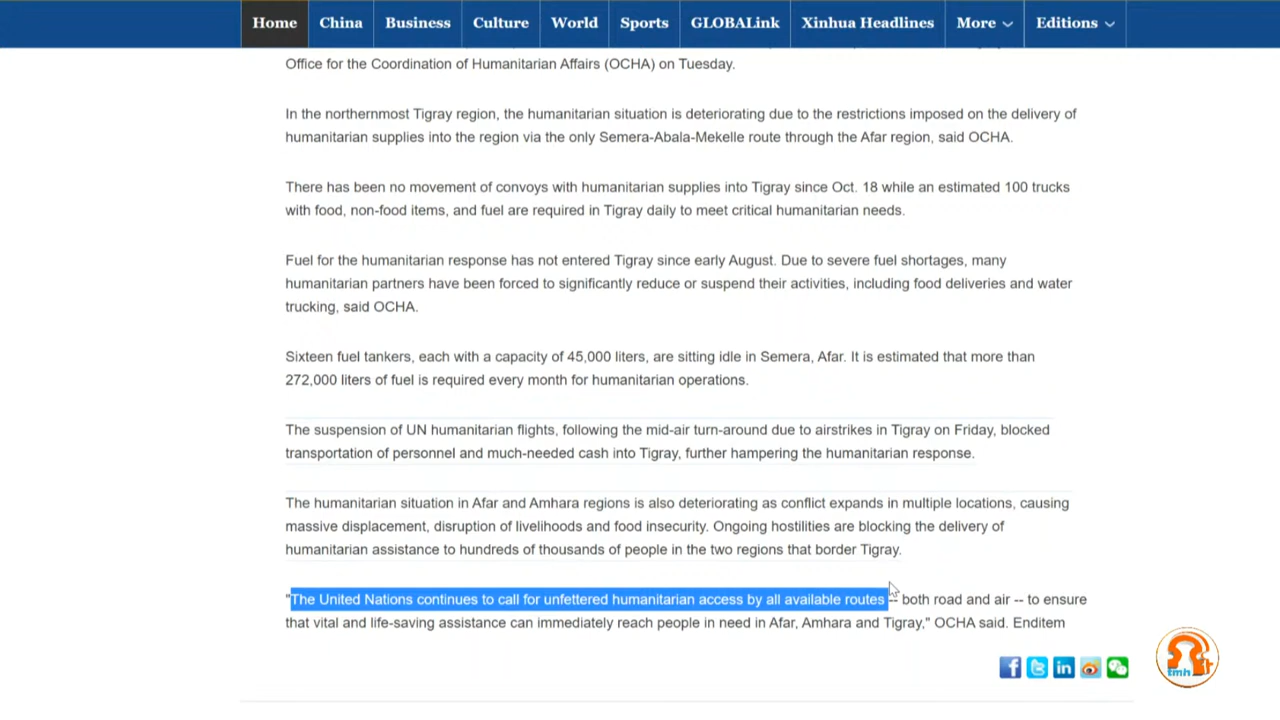 Home China Business Culture World Sports GLOBALink Xinhua Headlines More Editions
Office for the Coordination of Humanitarian Affairs (OCHA) on Tuesday.
In the northernmost Tigray region, the humanitarian situation is deteriorating due to the restrictions imposed on the delivery of
humanitarian supplies into the region via the only Semera-Abala-Mekelle route through the Afar region, said OCHA.
There has been no movement of convoys with humanitarian supplies into Tigray since Oct. 18 while an estimated 100 trucks
with food, non-food items, and fuel are required in Tigray daily to meet critical humanitarian needs.
Fuel for the humanitarian response has not entered Tigray since early August. Due to severe fuel shortages, many
humanitarian partners have been forced to significantly reduce or suspend their activities, including food deliveries and water
trucking, said OCHA.
Sixteen fuel tankers, each with a capacity of 45,000 liters, are sitting idle in Semera, Afar. It is estimated that more than
272,000 liters of fuel is required every month for humanitarian operations.
The suspension of UN humanitarian flights, following the mid-air turn-around due to airstrikes in Tigray on Friday, blocked
transportation of personnel and much-needed cash into Tigray, further hampering the humanitarian response.
The humanitarian situation in Afar and Amhara regions is also deteriorating as conflict expands in multiple locations, causing
massive displacement, disruption of livelihoods and food insecurity. Ongoing hostilities are blocking the delivery of
humanitarian assistance to hundreds of thousands of people in the two regions that border Tigray.
"The United Nations continues to call for unfettered humanitarian access by all available routes -- both road and air -- to ensure
that vital and life-saving assistance can immediately reach people in need in Afar, Amhara and Tigray," OCHA said. Enditem
tmh